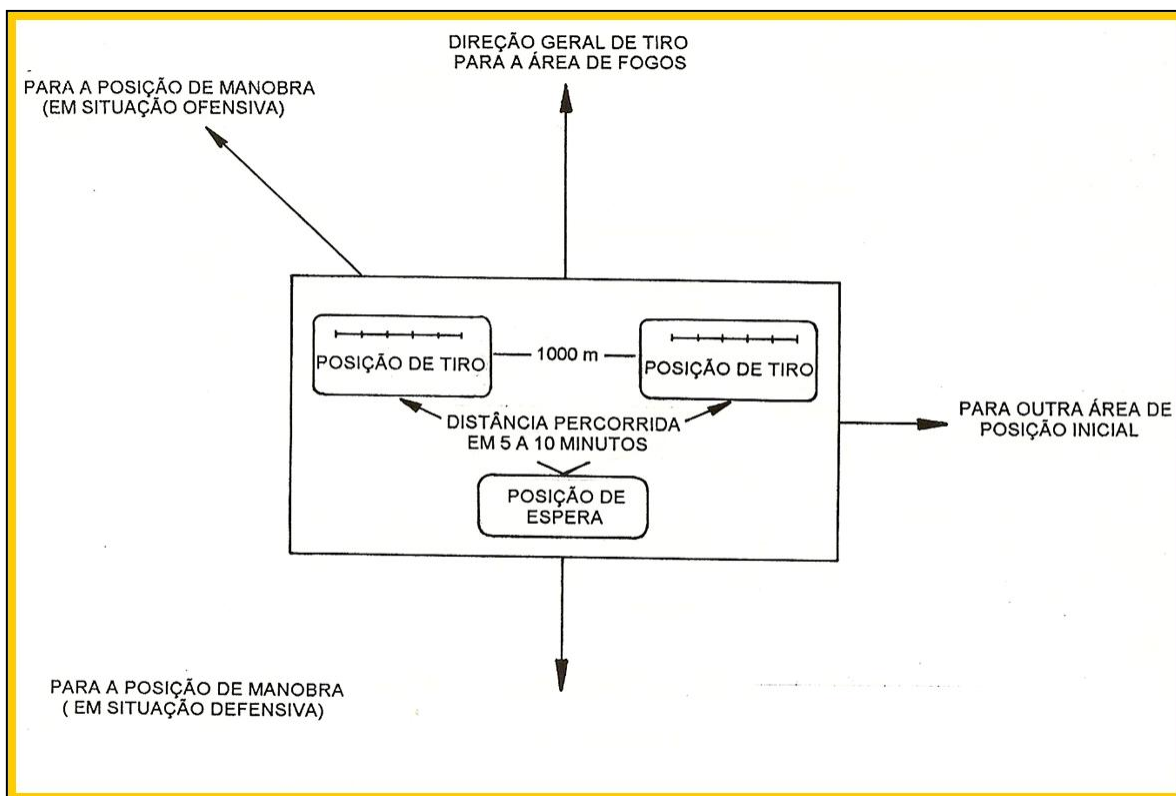 DIREÇÃO GERAL DE TIRO
PARA A ÁREA DE FOGOS
PARA A POSIÇÃO DE MANOBRA
(EM SITUAÇÃO OFENSIVA)
POSIÇÃO DE TIRO
1000 m
POSIÇÃO DE TIRO
DISTÂNCIA PERCORRIDA
EM 5 A 10 MINUTOS
PARA OUTRA ÁREA DE
POSIÇÃO INICIAL
POSIÇÃO DE
ESPERA
PARA A POSIÇÃO DE MANOBRA
( EM SITUAÇÃO DEFENSIVA)